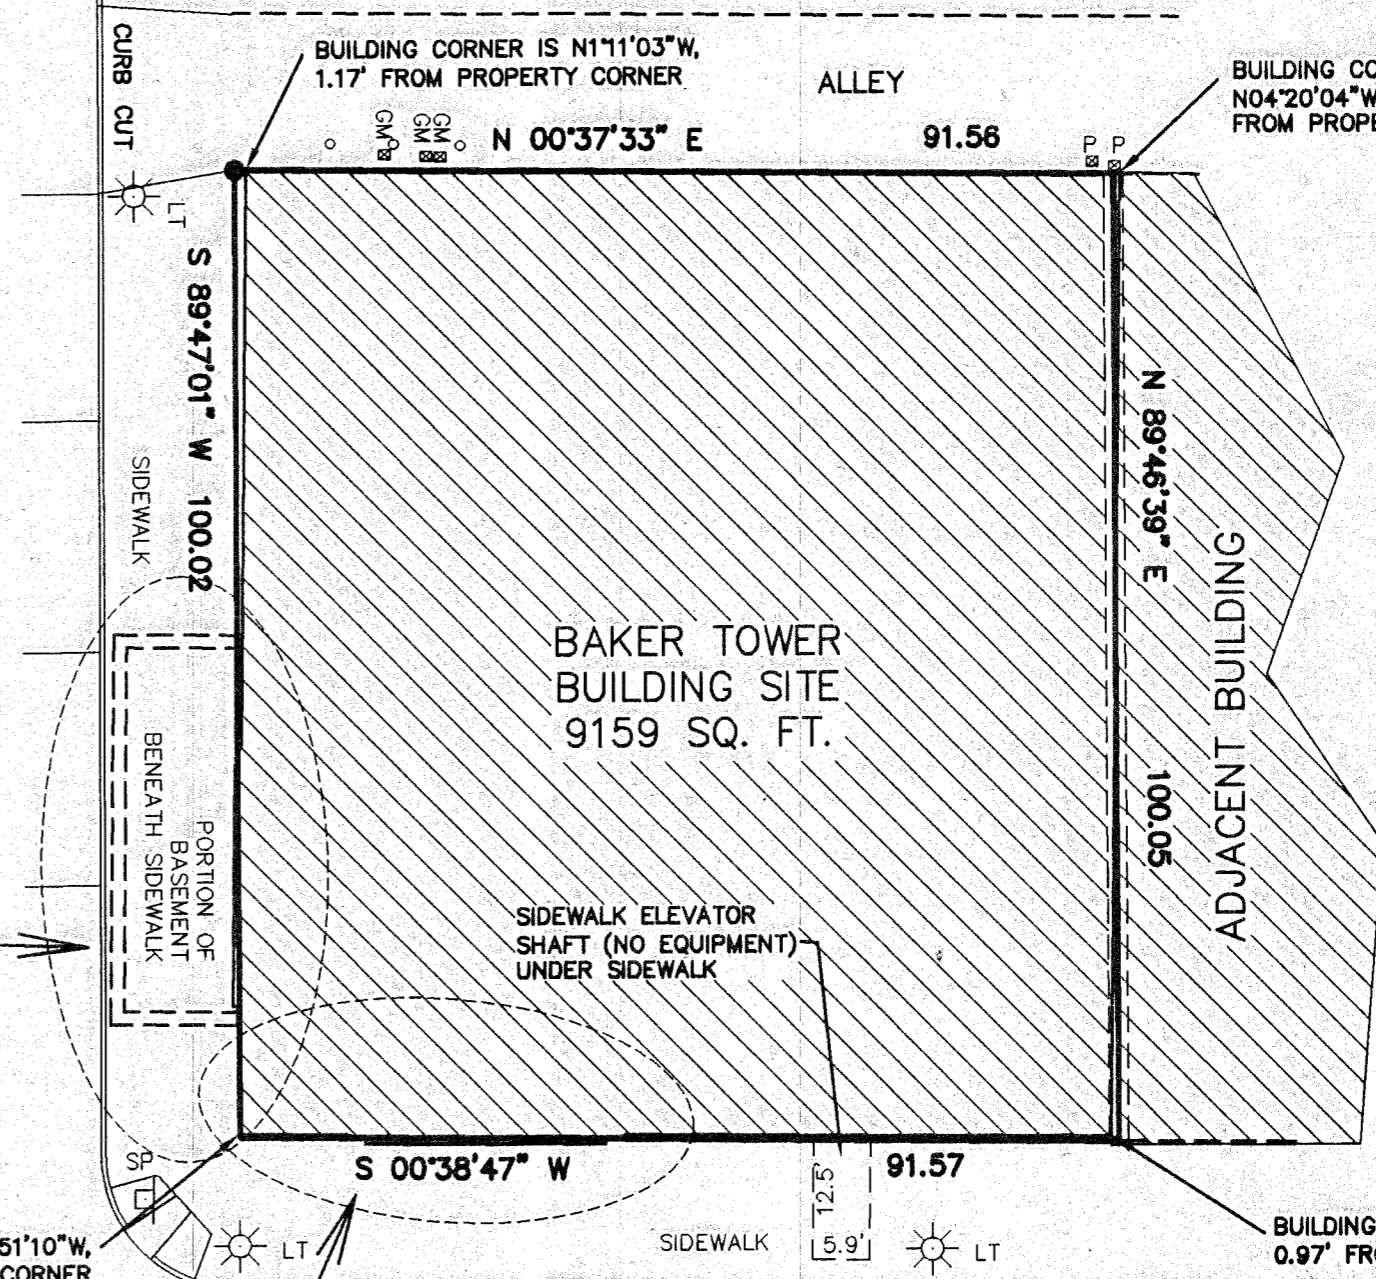 CURB CUT
BUILDING CORNER IS N1°11'03"W,
1.17' FROM PROPERTY CORNER
ALLEY
BUILDING
N04°20'04"W
FROM
GM
GM
GM
N 00°37'33" E
91.56
P
P
LT
S 89°47'01" W 100.02
SIDEWALK
N 89°46'39" E
100.05
ADJACENT BUILDING
BAKER TOWER
BUILDING SITE
9159 SQ. FT.
PORTION OF
BASEMENT
BENEATH SIDEWALK
SIDEWALK ELEVATOR
SHAFT (NO EQUIPMENT)
UNDER SIDEWALK
S 00°38'47" W
91.57
SP
12.5'
5.9'
SIDEWALK
LT
LT
51'10"W,
CORNER
BUILDING
0.97'